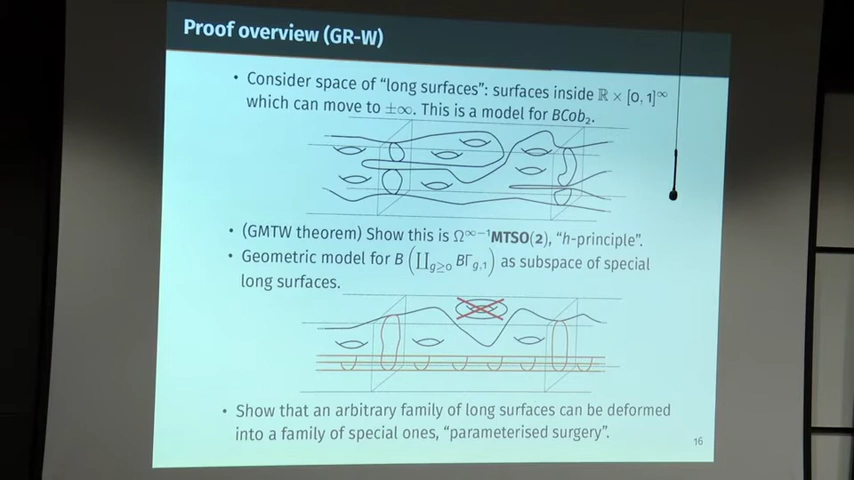 Proof overview (GR-W)
• Consider space of “long surfaces”: surfaces inside ℝ × [0, 1]^∞
which can move to ±∞. This is a model for BCob₂.
• (GMTW theorem) Show this is Ω^{∞−1}MTSO(2), “h-principle”.
• Geometric model for B(∐_{g≥0} BΓ_{g,1}) as subspace of special
long surfaces.
• Show that an arbitrary family of long surfaces can be deformed
into a family of special ones, “parameterised surgery”.
16